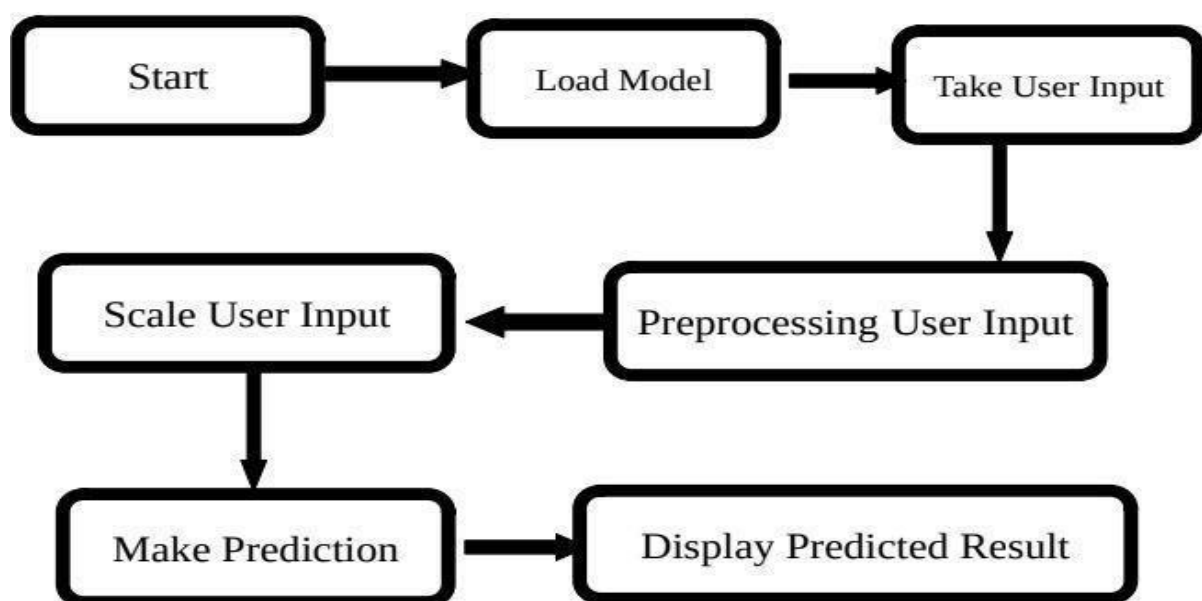 Start
Load Model
Take User Input
Preprocessing User Input
Scale User Input
Make Prediction
Display Predicted Result